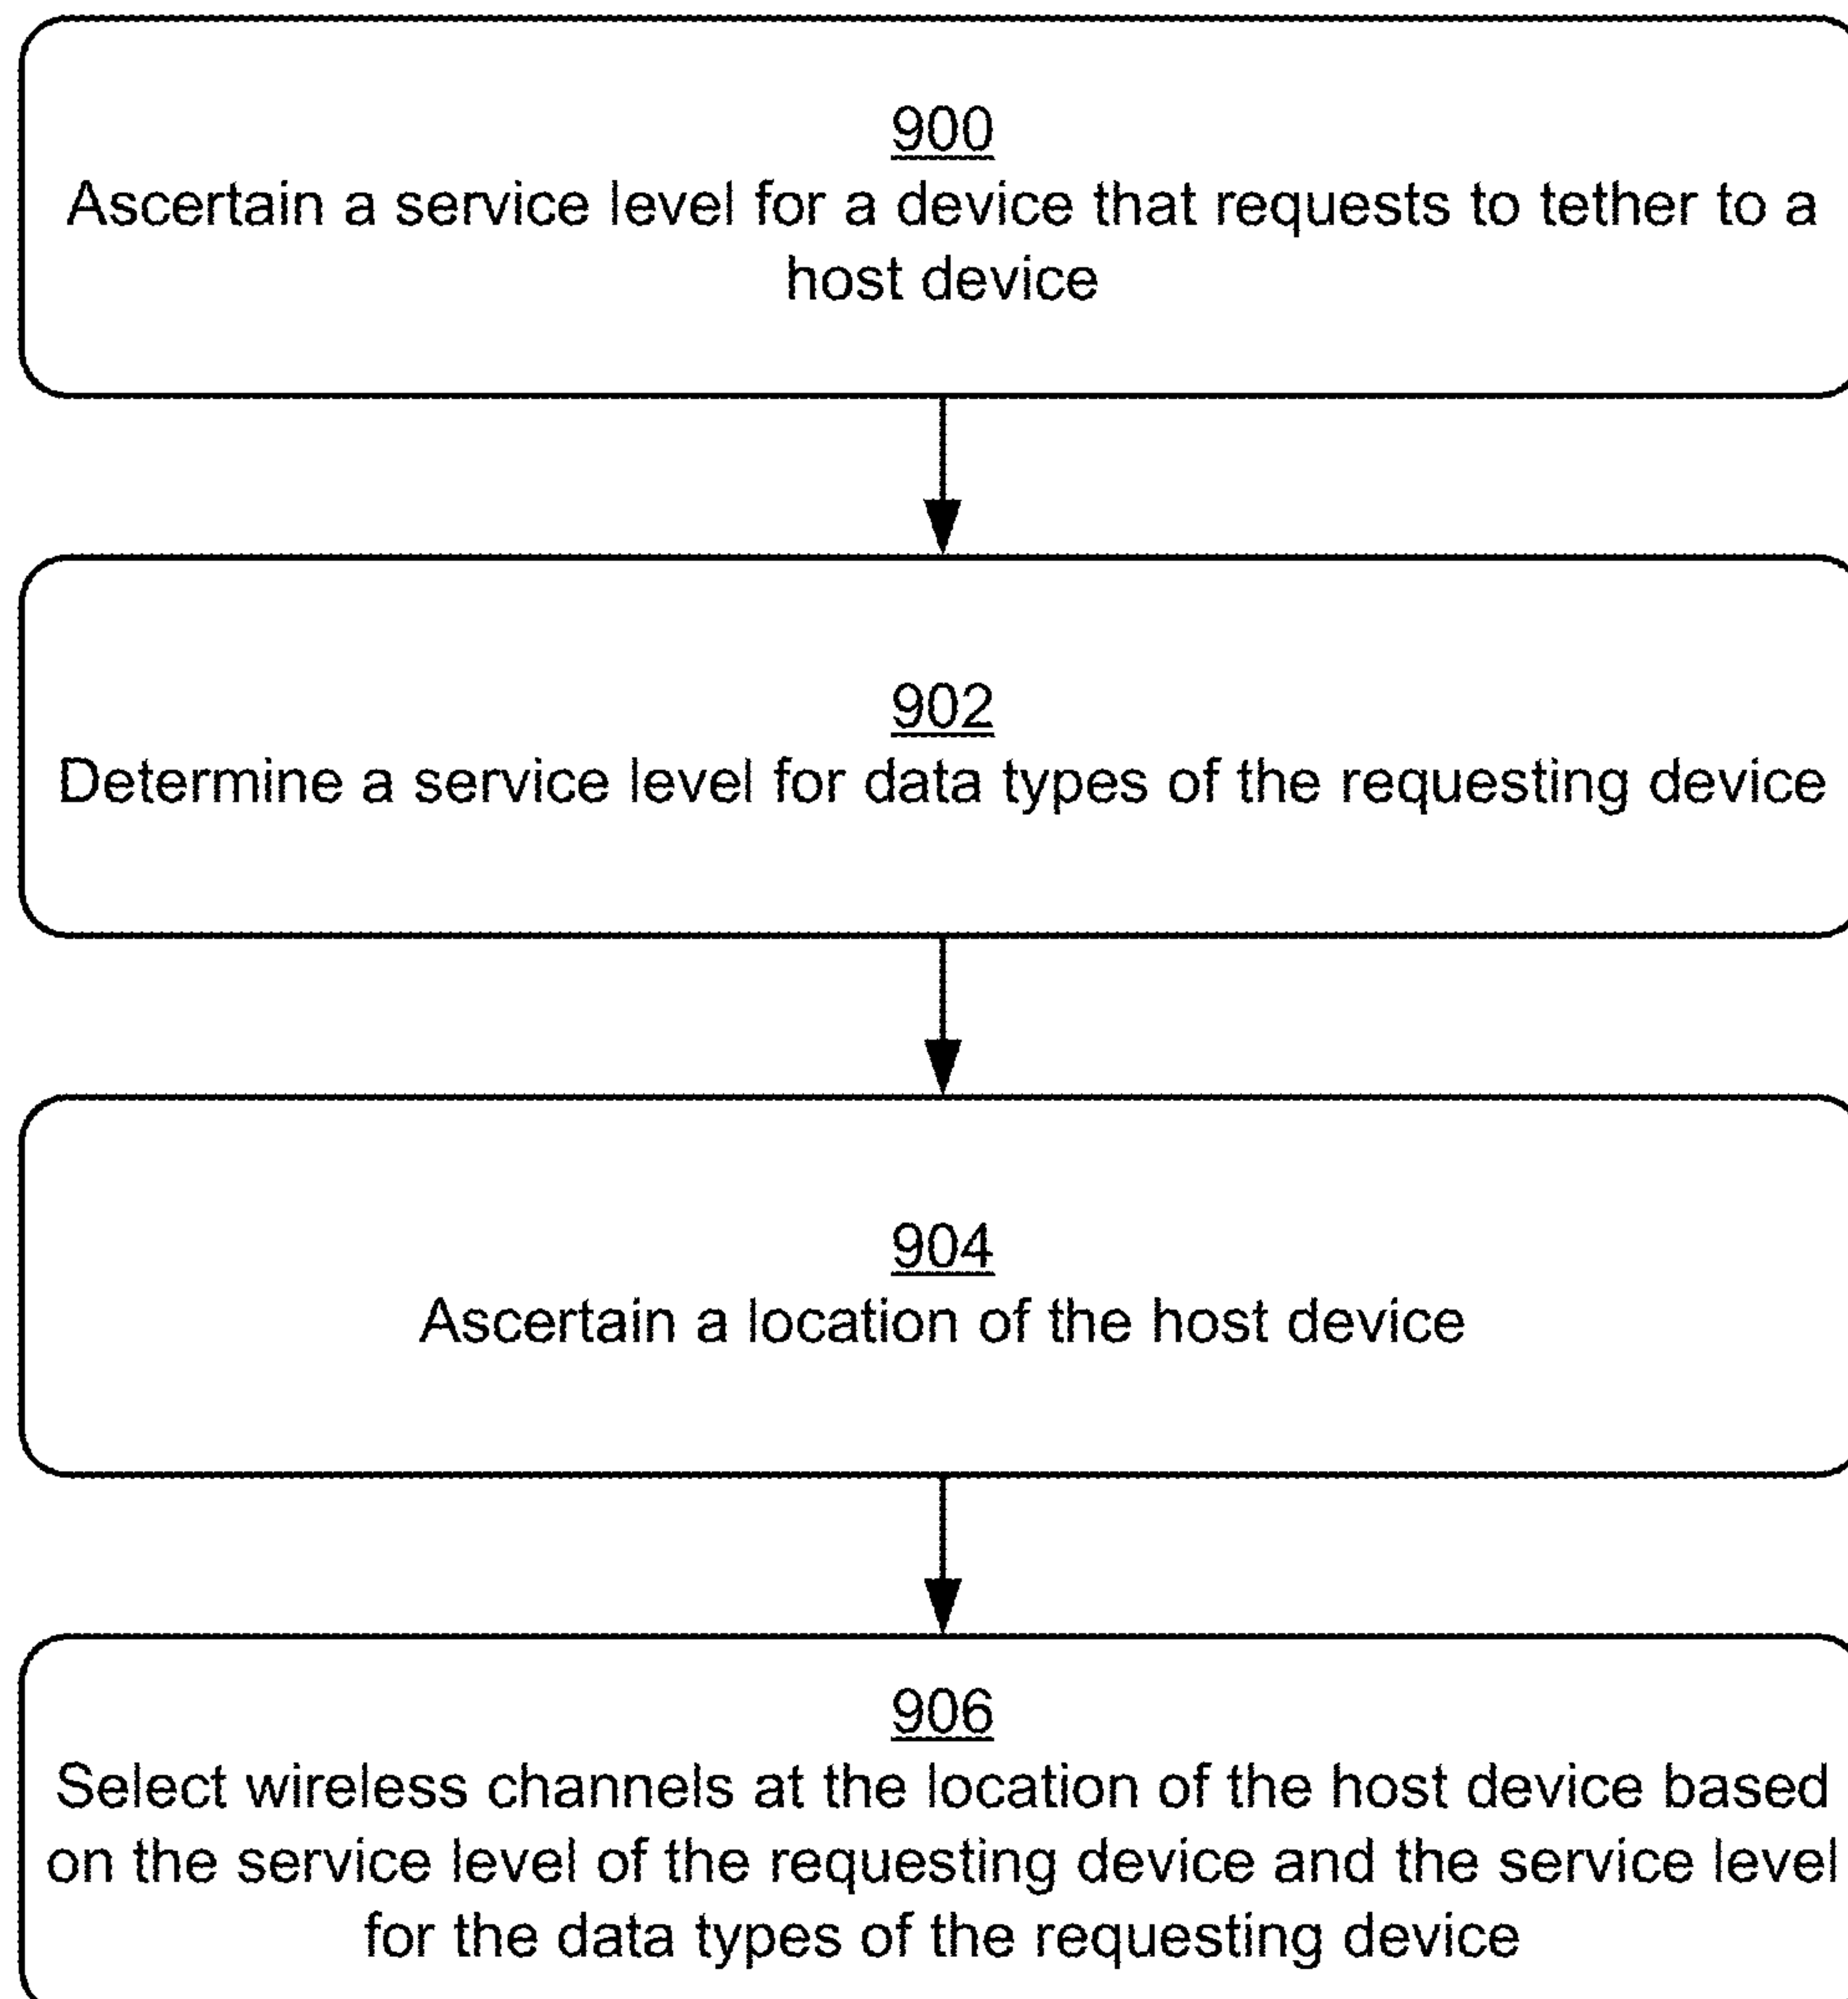 900
Ascertain a service level for a device that requests to tether to a
host device
902
Determine a service level for data types of the requesting device
904
Ascertain a location of the host device
906
Select wireless channels at the location of the host device based
on the service level of the requesting device and the service level
for the data types of the requesting device